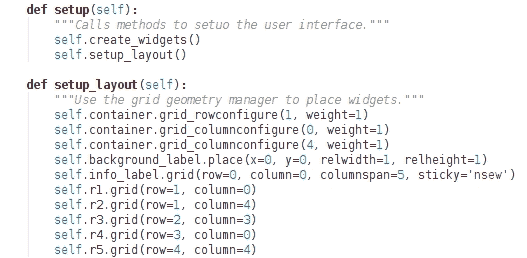 def setup(self):
    """Calls methods to setuo the user interface."""
    self.create_widgets()
    self.setup_layout()

def setup_layout(self):
    """Use the grid geometry manager to place widgets."""
    self.container.grid_rowconfigure(1, weight=1)
    self.container.grid_columnconfigure(0, weight=1)
    self.container.grid_columnconfigure(4, weight=1)
    self.background_label.place(x=0, y=0, relwidth=1, relheight=1)
    self.info_label.grid(row=0, column=0, columnspan=5, sticky='nsew')
    self.r1.grid(row=1, column=0)
    self.r2.grid(row=1, column=4)
    self.r3.grid(row=2, column=3)
    self.r4.grid(row=3, column=0)
    self.r5.grid(row=4, column=4)